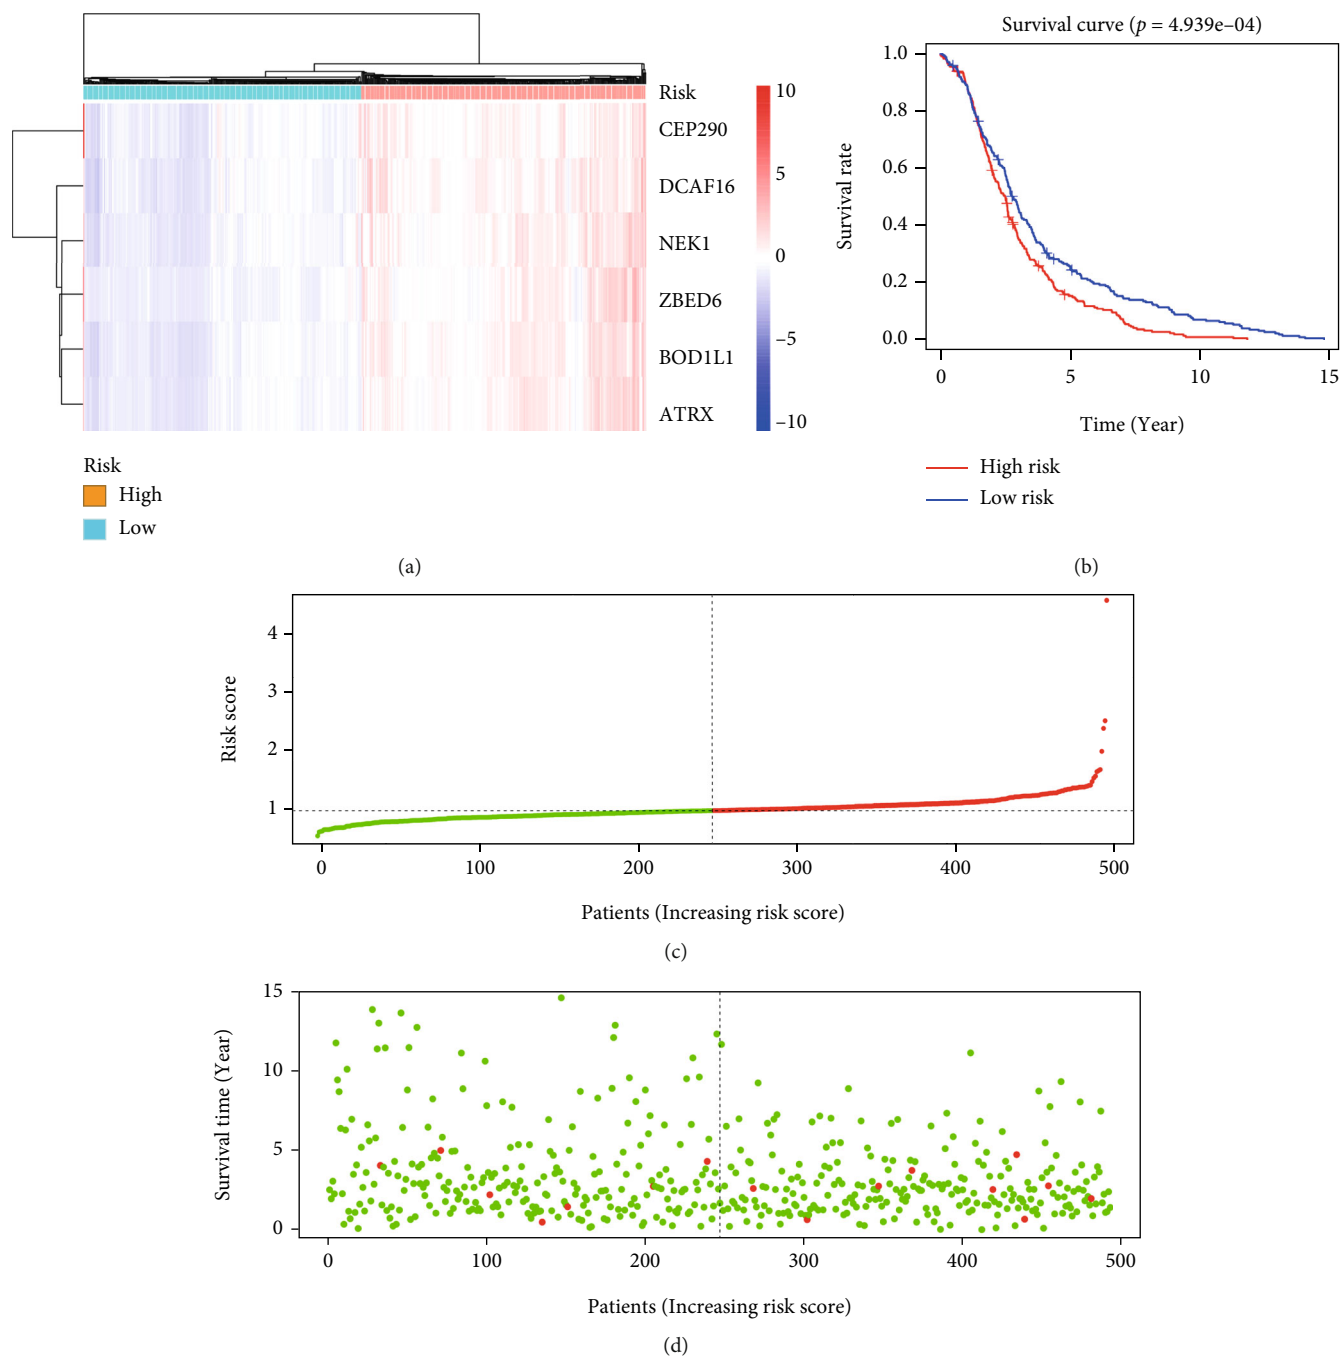 Risk
CEP290
DCAF16
NEK1
ZBED6
BOD1L1
ATRX
10
5
0
−5
−10
Risk
High
Low
(a)
Survival curve (p = 4.939e–04)
Survival rate
1.0
0.8
0.6
0.4
0.2
0.0
0 5 10 15
Time (Year)
High risk
Low risk
(b)
Risk score
4
3
2
1
0 100 200 300 400 500
Patients (Increasing risk score)
(c)
Survival time (Year)
15
10
5
0
0 100 200 300 400 500
Patients (Increasing risk score)
(d)